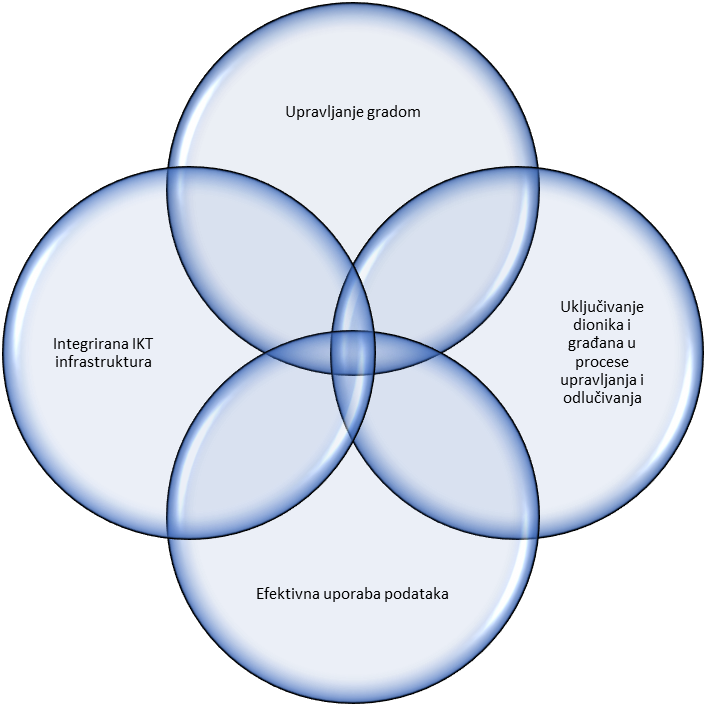 Upravljanje gradom
Integrirana IKT
infrastruktura
Uključivanje
dionika i
građana u
procese
upravljanja i
odlučivanja
Efektivna uporaba podataka